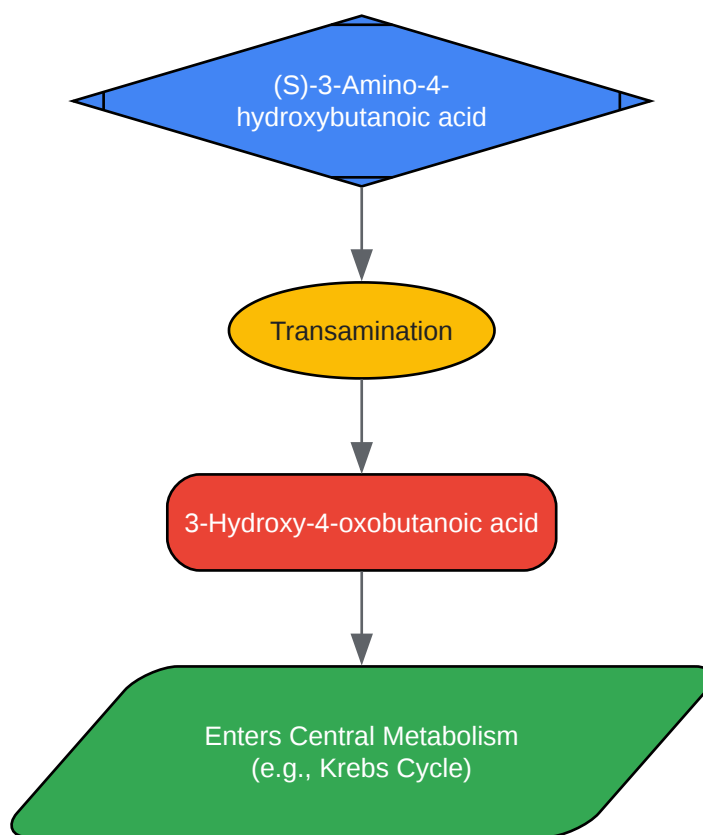 (S)-3-Amino-4-
hydroxybutanoic acid
Transamination
3-Hydroxy-4-oxobutanoic acid
Enters Central Metabolism
(e.g., Krebs Cycle)